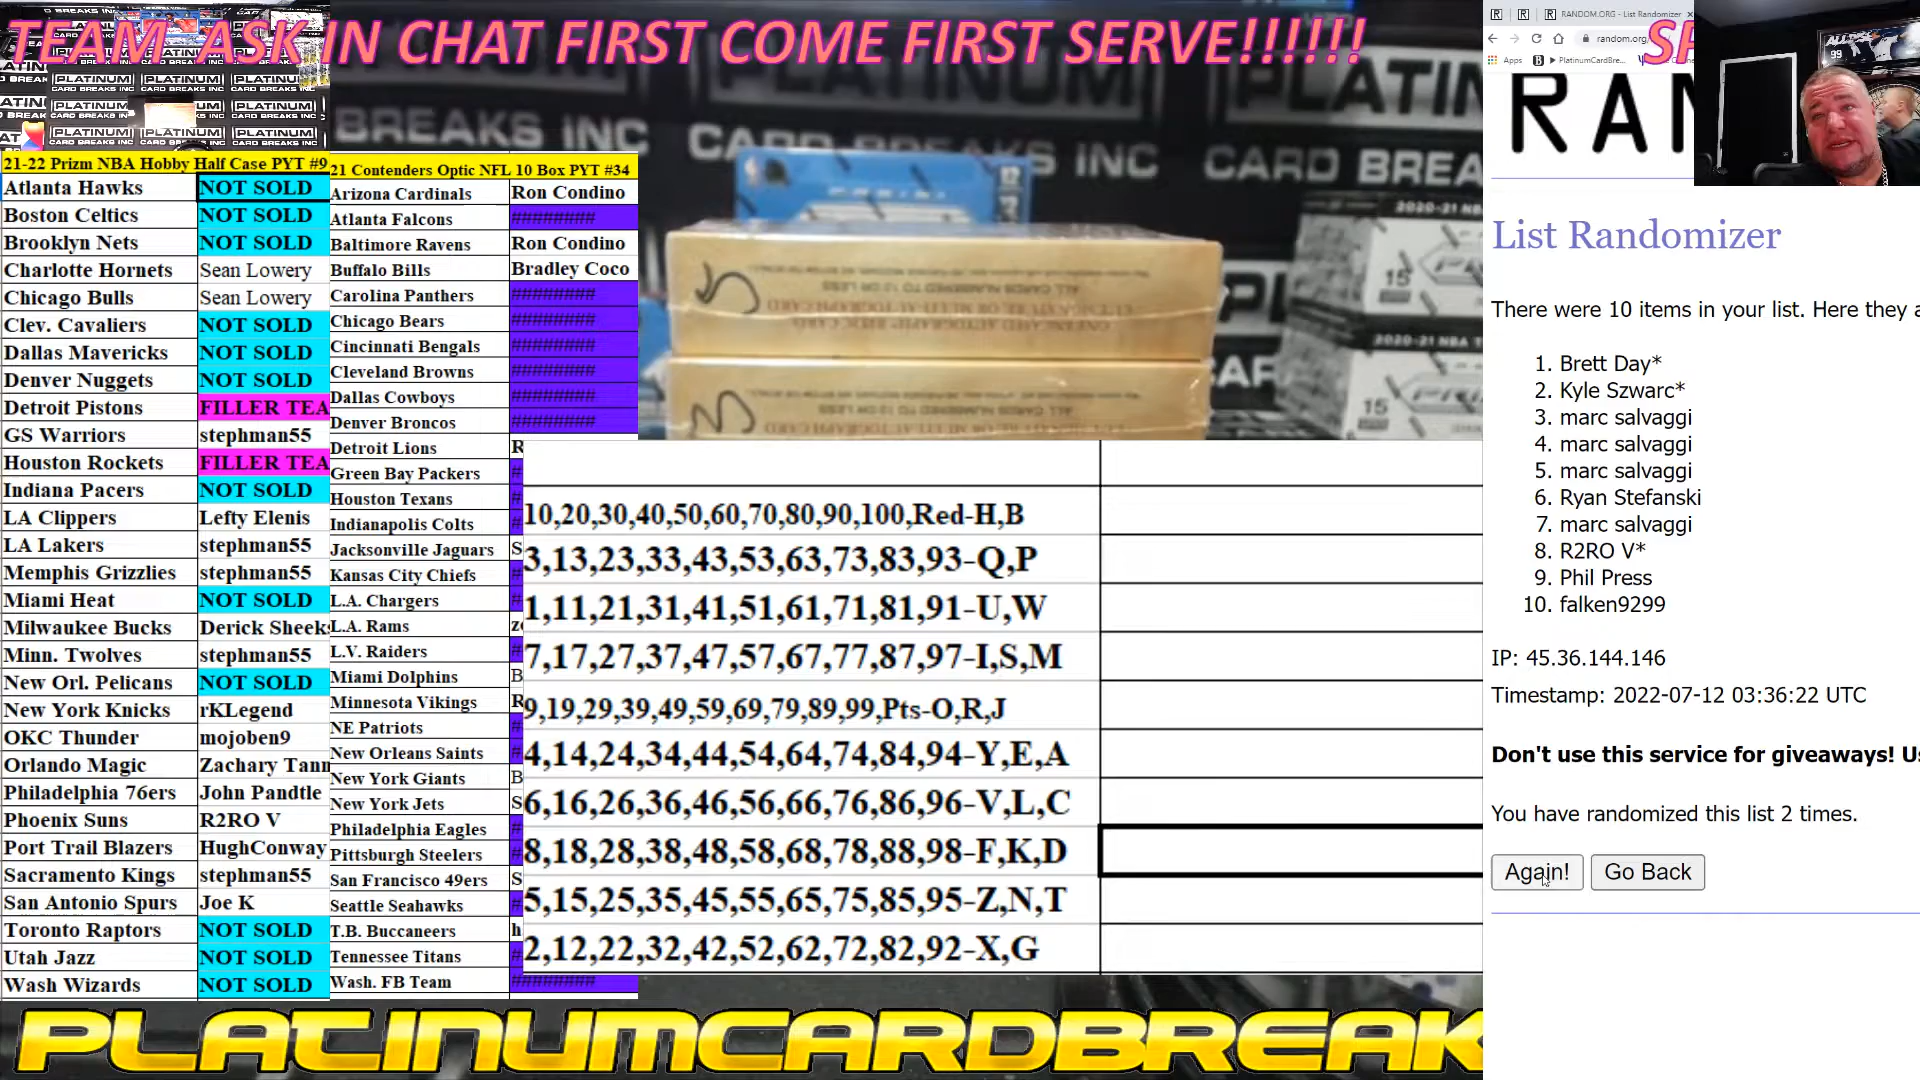 TEAM-ASK IN CHAT FIRST COME FIRST SERVE!!!!!!
SP
21-22 Prizm NBA Hobby Half Case PYT #9
Atlanta Hawks NOT SOLD
Boston Celtics NOT SOLD
Brooklyn Nets NOT SOLD
Charlotte Hornets Sean Lowery
Chicago Bulls Sean Lowery
Clev. Cavaliers NOT SOLD
Dallas Mavericks NOT SOLD
Denver Nuggets NOT SOLD
Detroit Pistons FILLER TEA
GS Warriors stephman55
Houston Rockets FILLER TEA
Indiana Pacers NOT SOLD
LA Clippers Lefty Elenis
LA Lakers stephman55
Memphis Grizzlies stephman55
Miami Heat NOT SOLD
Milwaukee Bucks Derick Sheeks
Minn. Twolves stephman55
New Orl. Pelicans NOT SOLD
New York Knicks rKLegend
OKC Thunder mojoben9
Orlando Magic Zachary Tann
Philadelphia 76ers John Pandtle
Phoenix Suns R2RO V
Port Trail Blazers HughConway
Sacramento Kings stephman55
San Antonio Spurs Joe K
Toronto Raptors NOT SOLD
Utah Jazz NOT SOLD
Wash Wizards NOT SOLD
21 Contenders Optic NFL 10 Box PYT #34
Arizona Cardinals Ron Condino
Atlanta Falcons #########
Baltimore Ravens Ron Condino
Buffalo Bills Bradley Coco
Carolina Panthers #########
Chicago Bears #########
Cincinnati Bengals #########
Cleveland Browns #########
Dallas Cowboys #########
Denver Broncos #########
Detroit Lions R
Green Bay Packers #
Houston Texans #
Indianapolis Colts #
Jacksonville Jaguars S
Kansas City Chiefs #
L.A. Chargers #
L.A. Rams z
L.V. Raiders #
Miami Dolphins B
Minnesota Vikings R
NE Patriots #
New Orleans Saints #
New York Giants B
New York Jets S
Philadelphia Eagles #
Pittsburgh Steelers #
San Francisco 49ers S
Seattle Seahawks #
T.B. Buccaneers h
Tennessee Titans #
Wash. FB Team #########
10,20,30,40,50,60,70,80,90,100,Red-H,B
3,13,23,33,43,53,63,73,83,93-Q,P
1,11,21,31,41,51,61,71,81,91-U,W
7,17,27,37,47,57,67,77,87,97-I,S,M
9,19,29,39,49,59,69,79,89,99,Pts-O,R,J
4,14,24,34,44,54,64,74,84,94-Y,E,A
6,16,26,36,46,56,66,76,86,96-V,L,C
8,18,28,38,48,58,68,78,88,98-F,K,D
5,15,25,35,45,55,65,75,85,95-Z,N,T
2,12,22,32,42,52,62,72,82,92-X,G
PLATINUMCARDBREAK
RANDOM.ORG - List Randomizer
random.org/
Apps PlatinumCardBre...
RAN
List Randomizer
There were 10 items in your list. Here they a
1. Brett Day*
2. Kyle Szwarc*
3. marc salvaggi
4. marc salvaggi
5. marc salvaggi
6. Ryan Stefanski
7. marc salvaggi
8. R2RO V*
9. Phil Press
10. falken9299
IP: 45.36.144.146
Timestamp: 2022-07-12 03:36:22 UTC
Don't use this service for giveaways! Us
You have randomized this list 2 times.
Again! Go Back